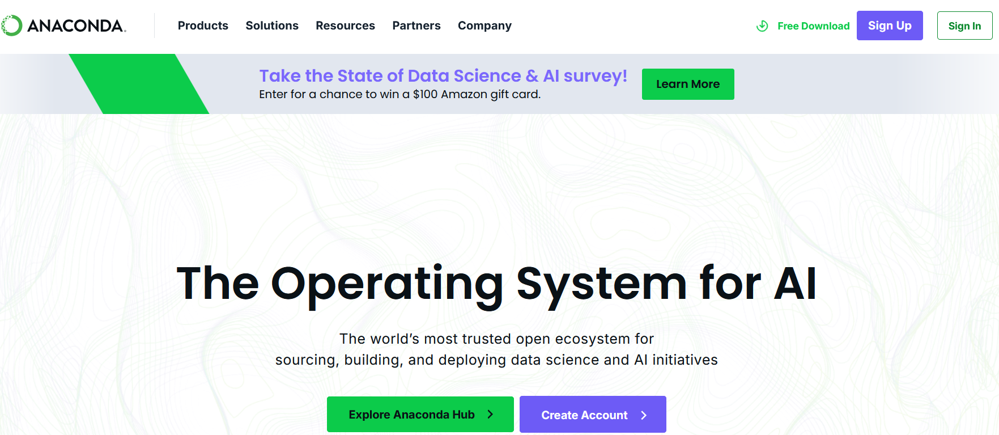 ANACONDA.
Products Solutions Resources Partners Company
Free Download Sign Up Sign In
Take the State of Data Science & AI survey!
Enter for a chance to win a $100 Amazon gift card.
Learn More
The Operating System for AI
The world’s most trusted open ecosystem for
sourcing, building, and deploying data science and AI initiatives
Explore Anaconda Hub Create Account